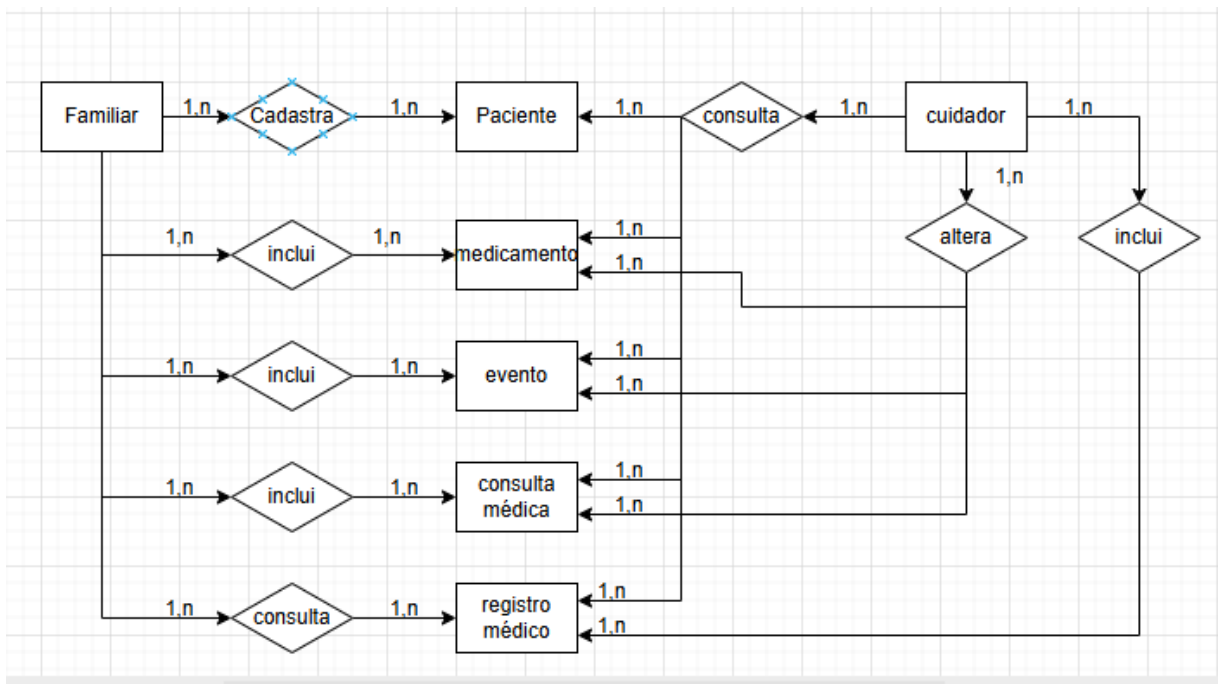 Familiar
1,n
Cadastra
1,n
Paciente
1,n
consulta
1,n
cuidador
1,n
1,n
altera
inclui
1,n
inclui
1,n
medicamento
1,n
1,n
1,n
inclui
1,n
evento
1,n
1,n
1,n
inclui
1,n
consulta
médica
1,n
1,n
1,n
consulta
1,n
registro
médico
1,n
1,n